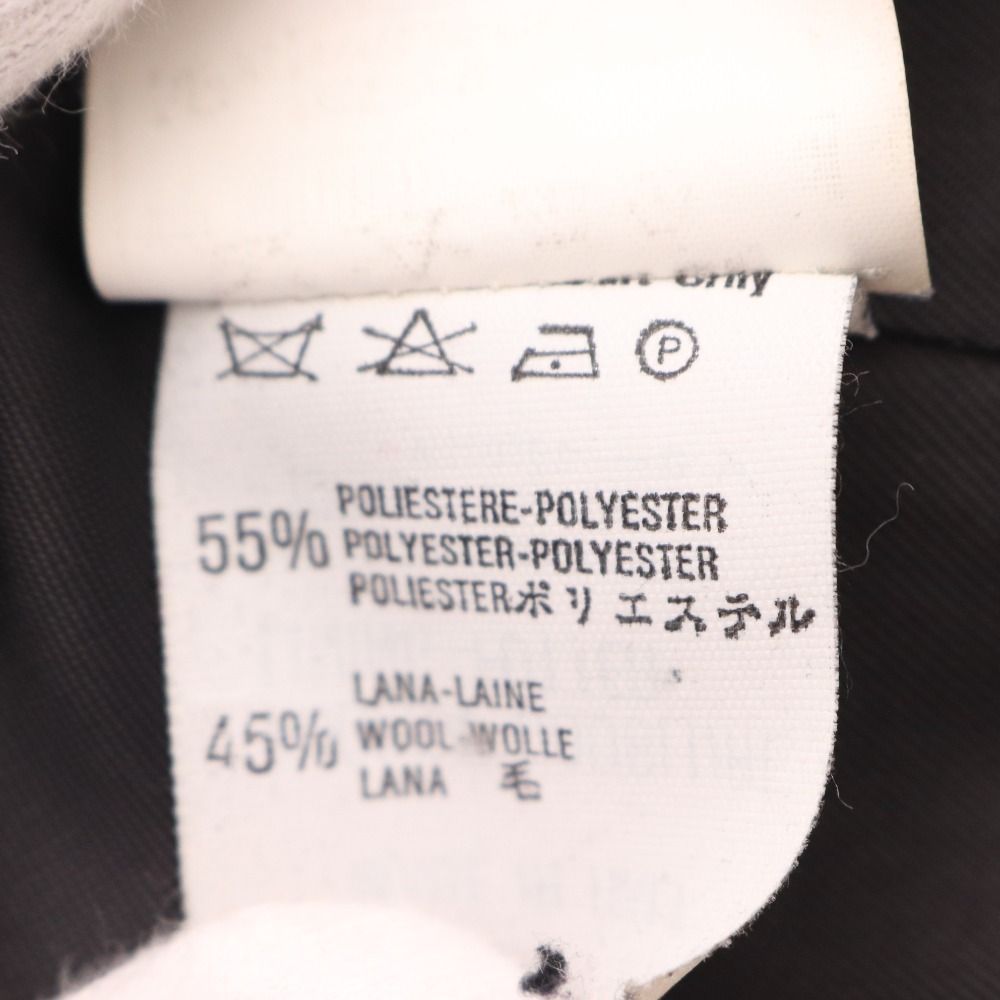 Only
P
55% POLIESTERE-POLYESTER
POLYESTER-POLYESTER
POLIESTERポリエステル
45% LANA-LAINE
WOOL-WOLLE
LANA 毛